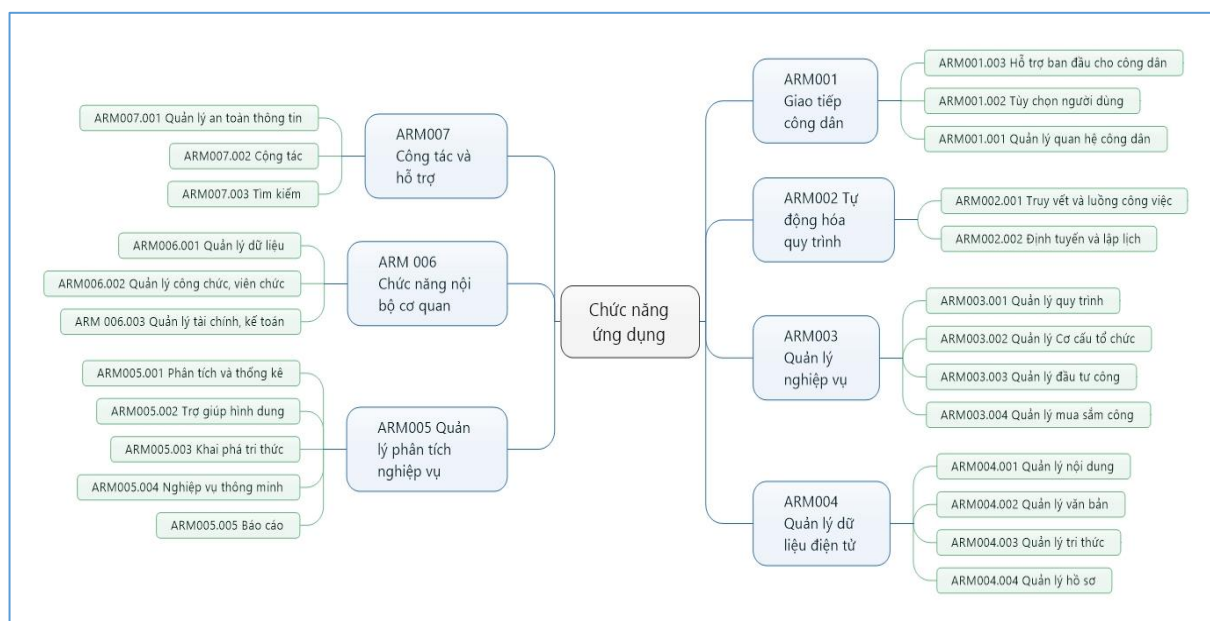 Chức năng
ứng dụng
ARM001
Giao tiếp
công dân
ARM001.003 Hỗ trợ ban đầu cho công dân
ARM001.002 Tùy chọn người dùng
ARM001.001 Quản lý quan hệ công dân
ARM002 Tự
động hóa
quy trình
ARM002.001 Truy vết và luồng công việc
ARM002.002 Định tuyến và lập lịch
ARM003
Quản lý
nghiệp vụ
ARM003.001 Quản lý quy trình
ARM003.002 Quản lý Cơ cấu tổ chức
ARM003.003 Quản lý đầu tư công
ARM003.004 Quản lý mua sắm công
ARM004
Quản lý dữ
liệu điện tử
ARM004.001 Quản lý nội dung
ARM004.002 Quản lý văn bản
ARM004.003 Quản lý tri thức
ARM004.004 Quản lý hồ sơ
ARM007
Công tác và
hỗ trợ
ARM007.001 Quản lý an toàn thông tin
ARM007.002 Cộng tác
ARM007.003 Tìm kiếm
ARM 006
Chức năng nội
bộ cơ quan
ARM006.001 Quản lý dữ liệu
ARM006.002 Quản lý công chức, viên chức
ARM 006.003 Quản lý tài chính, kế toán
ARM005 Quản
lý phân tích
nghiệp vụ
ARM005.001 Phân tích và thống kê
ARM005.002 Trợ giúp hình dung
ARM005.003 Khai phá tri thức
ARM005.004 Nghiệp vụ thông minh
ARM005.005 Báo cáo